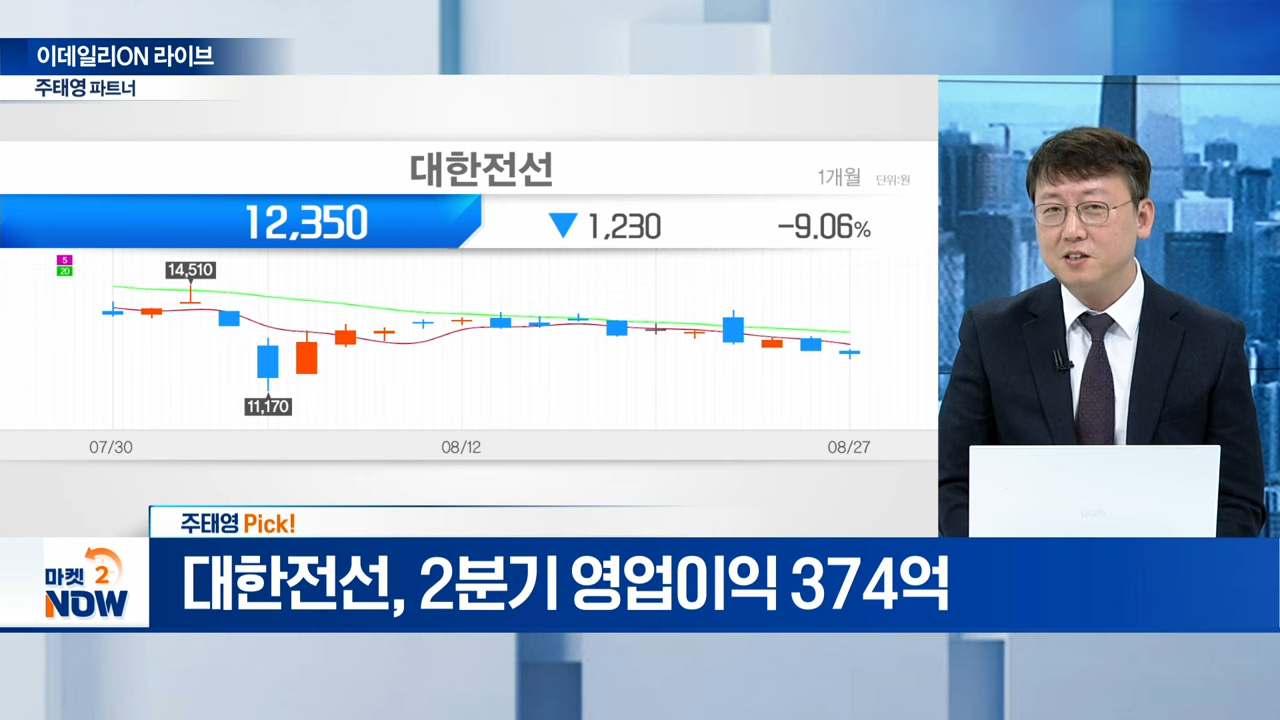 이데일리ON 라이브
주태영 파트너
대한전선
1개월 단위:원
12,350 ▼ 1,230 -9.06%
5
20
14,510
11,170
07/30 08/12 08/27
주태영 Pick!
마켓 2
NOW
대한전선, 2분기 영업이익 374억